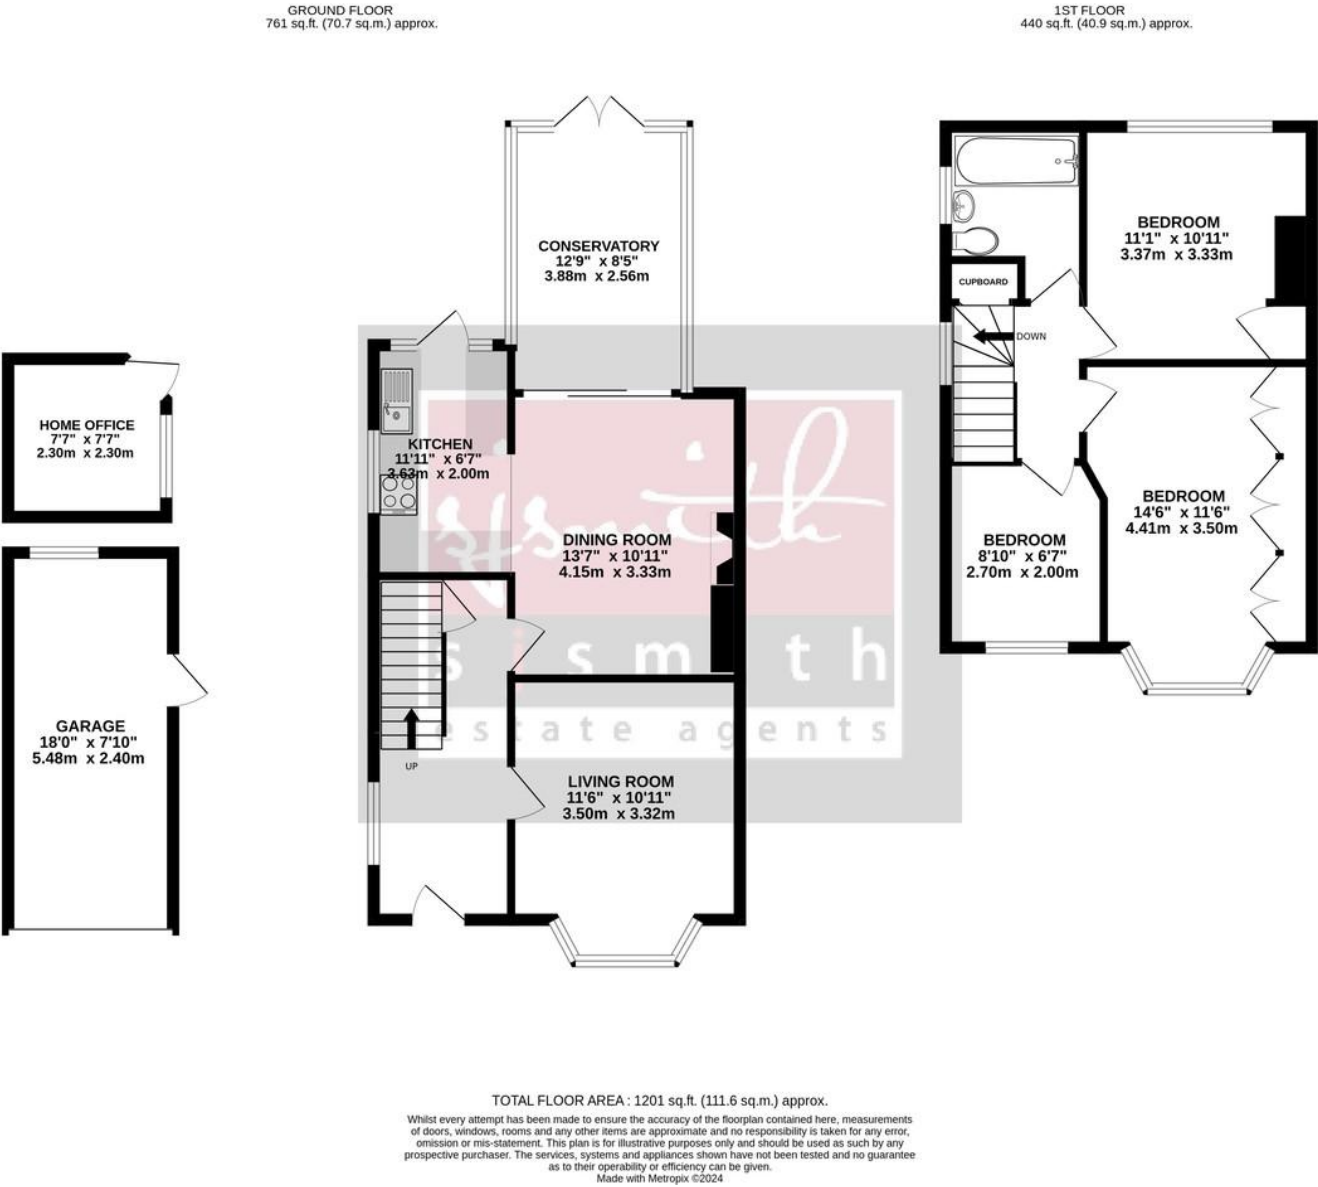 GROUND FLOOR
761 sq.ft. (70.7 sq.m.) approx.
1ST FLOOR
440 sq.ft. (40.9 sq.m.) approx.
CONSERVATORY
12'9" x 8'5"
3.88m x 2.56m
HOME OFFICE
7'7" x 7'7"
2.30m x 2.30m
KITCHEN
11'11" x 6'7"
3.63m x 2.00m
DINING ROOM
13'7" x 10'11"
4.15m x 3.33m
GARAGE
18'0" x 7'10"
5.48m x 2.40m
UP
LIVING ROOM
11'6" x 10'11"
3.50m x 3.32m
sjsmith
sismith
estate agents
BEDROOM
11'1" x 10'11"
3.37m x 3.33m
CUPBOARD
DOWN
BEDROOM
14'6" x 11'6"
4.41m x 3.50m
BEDROOM
8'10" x 6'7"
2.70m x 2.00m
TOTAL FLOOR AREA : 1201 sq.ft. (111.6 sq.m.) approx.
Whilst every attempt has been made to ensure the accuracy of the floorplan contained here, measurements
of doors, windows, rooms and any other items are approximate and no responsibility is taken for any error,
omission or mis-statement. This plan is for illustrative purposes only and should be used as such by any
prospective purchaser. The services, systems and appliances shown have not been tested and no guarantee
as to their operability or efficiency can be given.
Made with Metropix ©2024